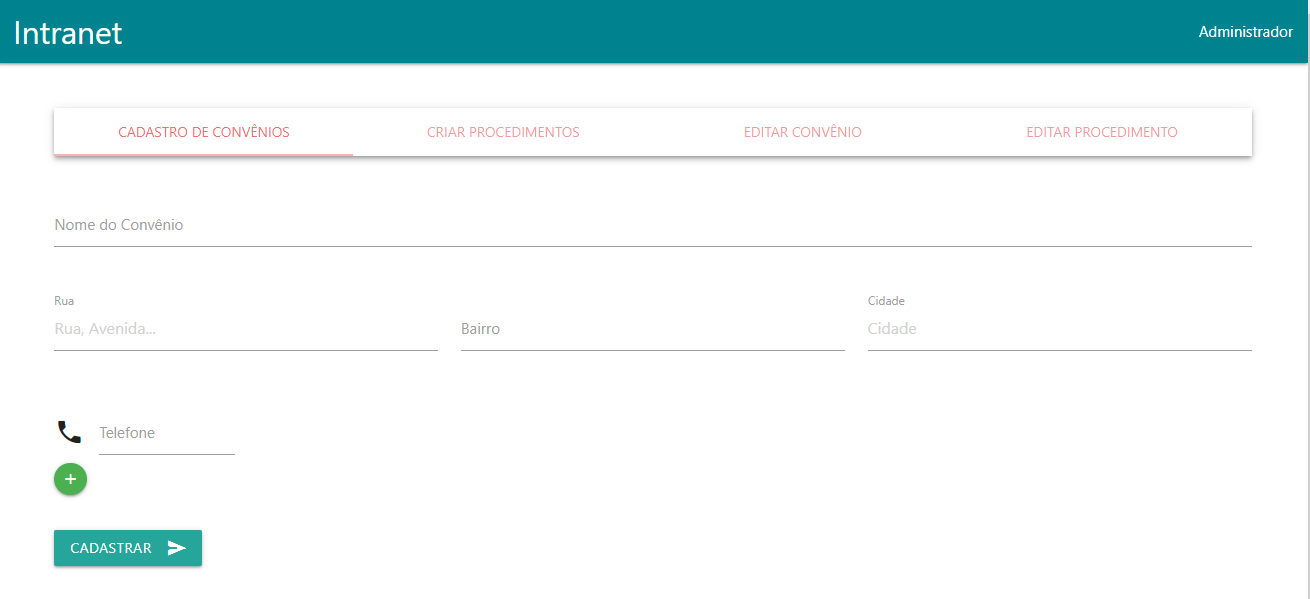 Intranet
Administrador
CADASTRO DE CONVÊNIOS
CRIAR PROCEDIMENTOS
EDITAR CONVÊNIO
EDITAR PROCEDIMENTO
Nome do Convênio
Rua
Cidade
Rua, Avenida...
Bairro
Cidade
Telefone
+
CADASTRAR